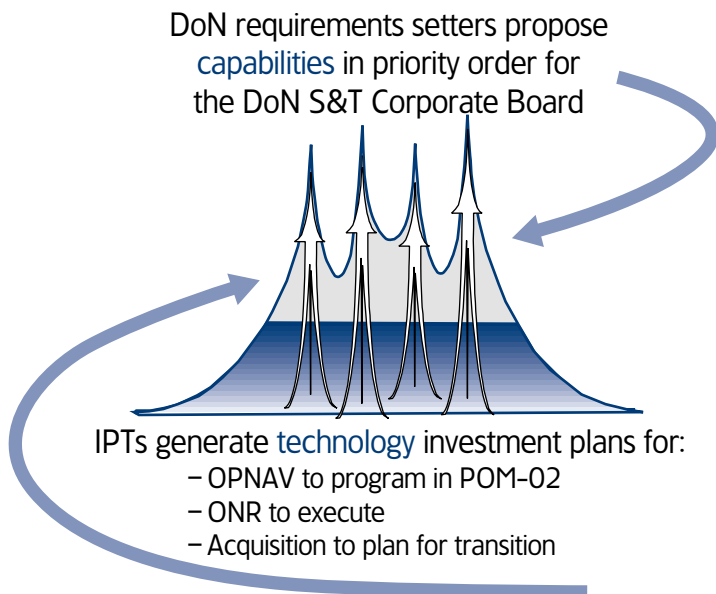 DoN requirements setters propose
capabilities in priority order for
the DoN S&T Corporate Board
IPTs generate technology investment plans for:
– OPNAV to program in POM-02
– ONR to execute
– Acquisition to plan for transition